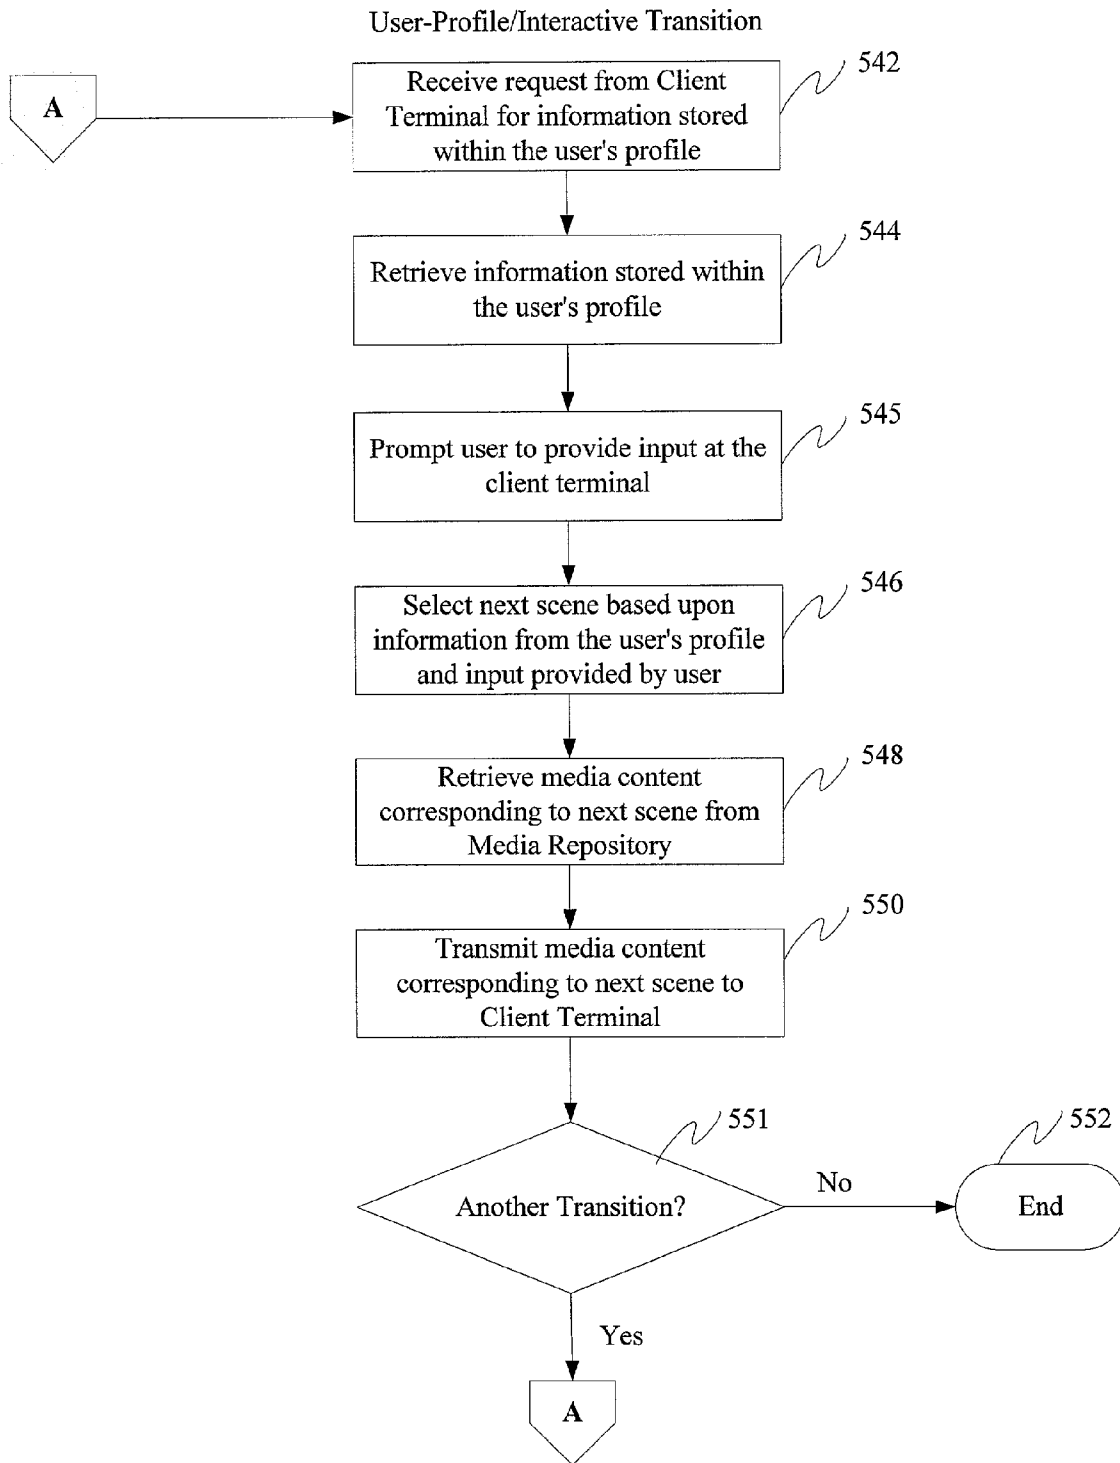 User-Profile/Interactive Transition
A
Receive request from Client
Terminal for information stored
within the user's profile
542
Retrieve information stored within
the user's profile
544
Prompt user to provide input at the
client terminal
545
Select next scene based upon
information from the user's profile
and input provided by user
546
Retrieve media content
corresponding to next scene from
Media Repository
548
Transmit media content
corresponding to next scene to
Client Terminal
550
Another Transition?
551
No
End
552
Yes
A